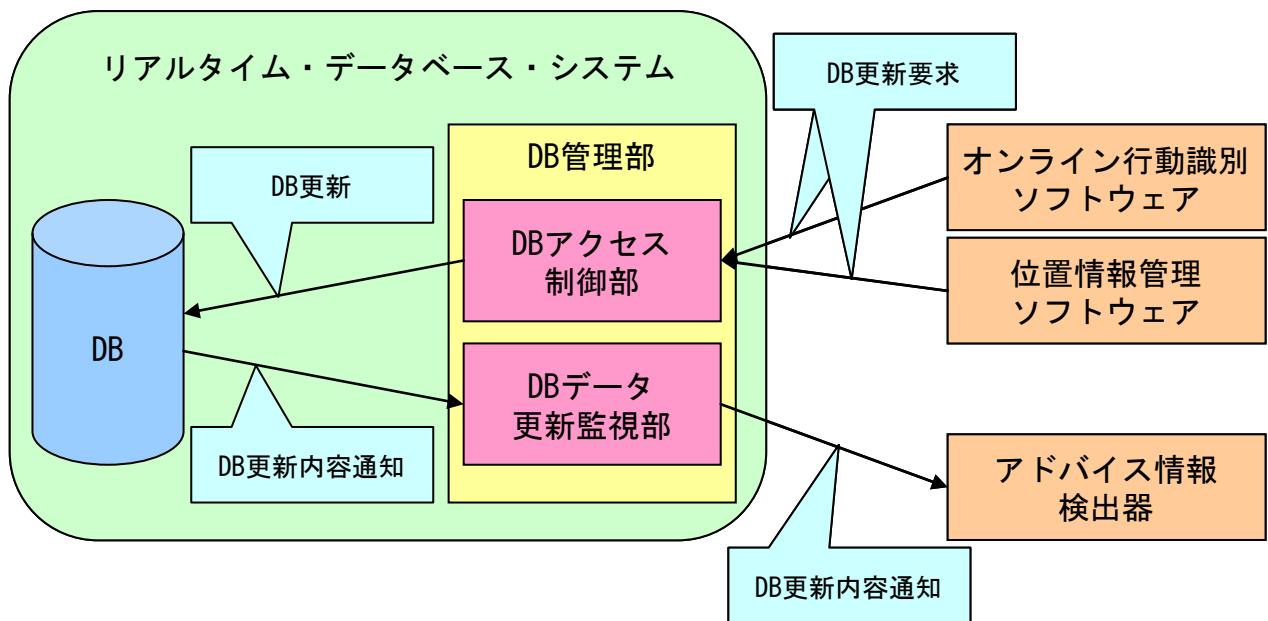 リアルタイム・データベース・システム
DB更新要求
DB管理部
オンライン行動識別
ソフトウェア
DB更新
DBアクセス
制御部
位置情報管理
ソフトウェア
DB
DBデータ
更新監視部
DB更新内容通知
アドバイス情報
検出器
DB更新内容通知